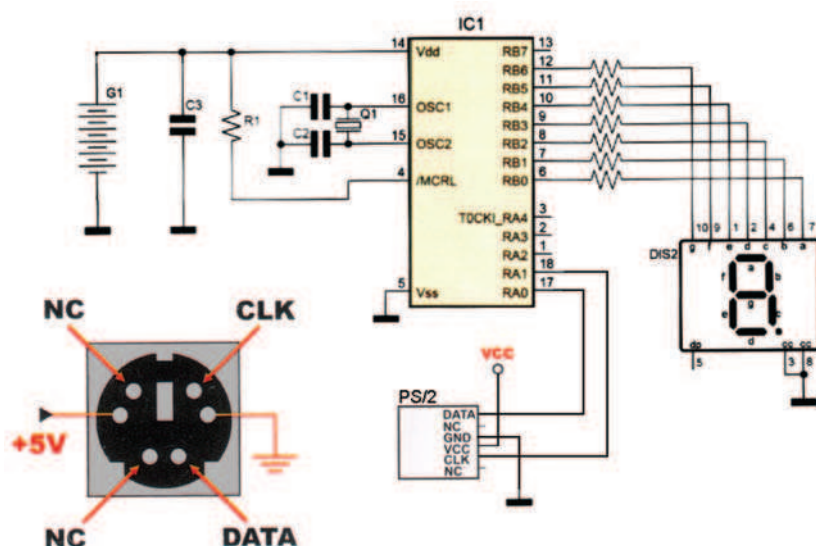 IC1
14 Vdd RB7 13
RB6 12
RB5 11
16 OSC1 RB4 10
RB3 9
15 OSC2 RB2 8
RB1 7
4 /MCRL RB0 6
T0CKI_RA4 3
RA3 2
RA2 1
RA1 18
5 Vss RA0 17
G1
C3
R1
C1
C2
Q1
10 9 1 2 4 6 7
g f e d c b a
DIS2
a
f b
g
e c
d
dp cc cc
5 3 8
NC CLK
+5V
NC DATA
VCC
PS/2
DATA
NC
GND
VCC
CLK
NC